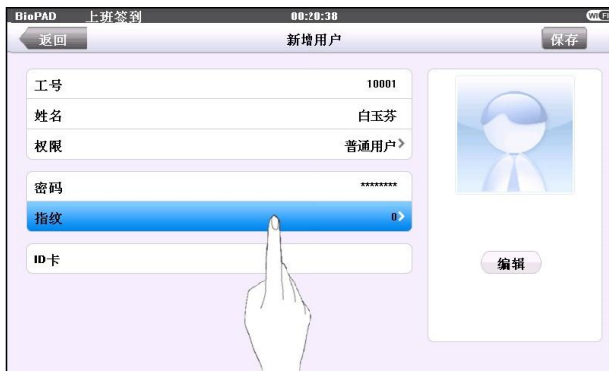 BioPAD 上班签到 00:20:38 WIFI
返回 新增用户 保存
工号 10001
姓名 白玉芬
权限 普通用户
密码 ********
指纹 0
ID卡
编辑